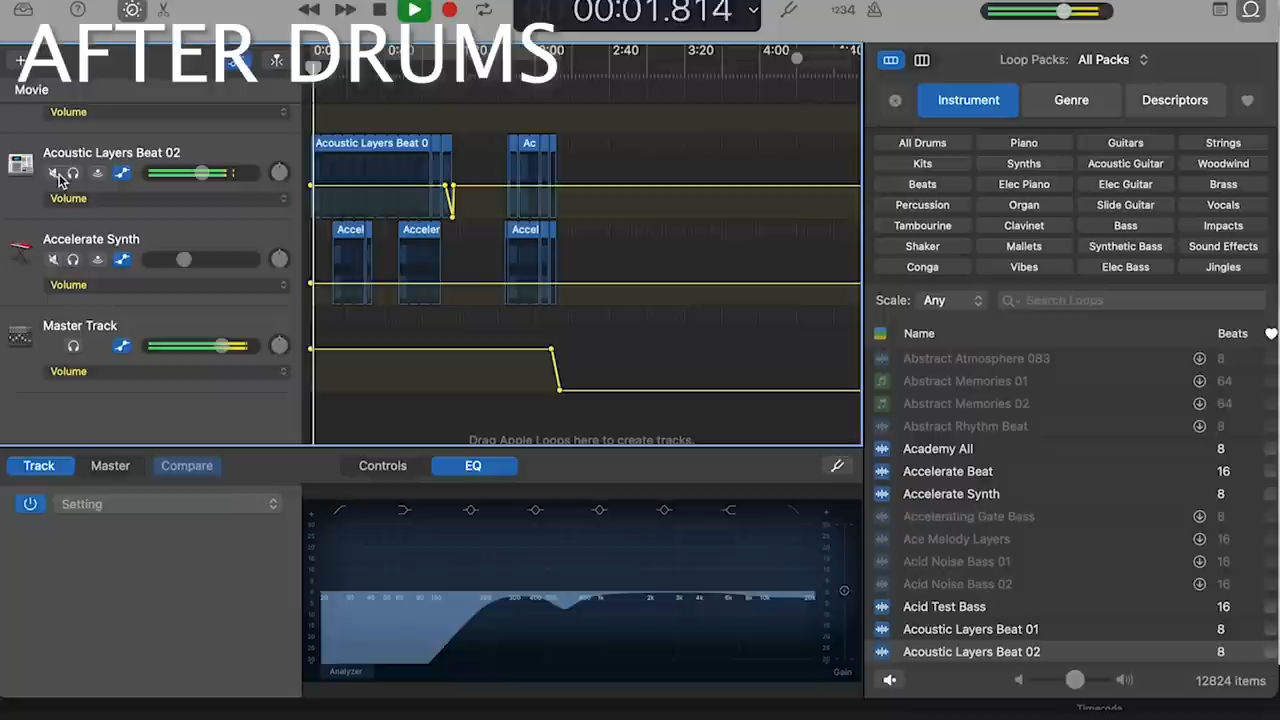 1234
00:01.814
AFTER DRUMS
0:0
2:40
3:20
4:00
Movie
Volume
Acoustic Layers Beat 02
Volume
Accelerate Synth
Volume
Master Track
Volume
Acoustic Layers Beat 0
Ac
Accel
Acceler
Accel
Drag Apple Loops here to create tracks.
Loop Packs: All Packs
Instrument Genre Descriptors
All Drums Piano Guitars Strings
Kits Synths Acoustic Guitar Woodwind
Beats Elec Piano Elec Guitar Brass
Percussion Organ Slide Guitar Vocals
Tambourine Clavinet Bass Impacts
Shaker Mallets Synthetic Bass Sound Effects
Conga Vibes Elec Bass Jingles
Scale: Any Search Loops
Name Beats
Abstract Atmosphere 083 8
Abstract Memories 01 64
Abstract Memories 02 64
Abstract Rhythm Beat 8
Academy All 8
Accelerate Beat 16
Accelerate Synth 8
Accelerating Gate Bass 8
Ace Melody Layers 16
Acid Noise Bass 01 16
Acid Noise Bass 02 16
Acid Test Bass 16
Acoustic Layers Beat 01 8
Acoustic Layers Beat 02 8
12824 items
Timecode
Track Master Compare Controls EQ
Setting
Analyzer
Gain